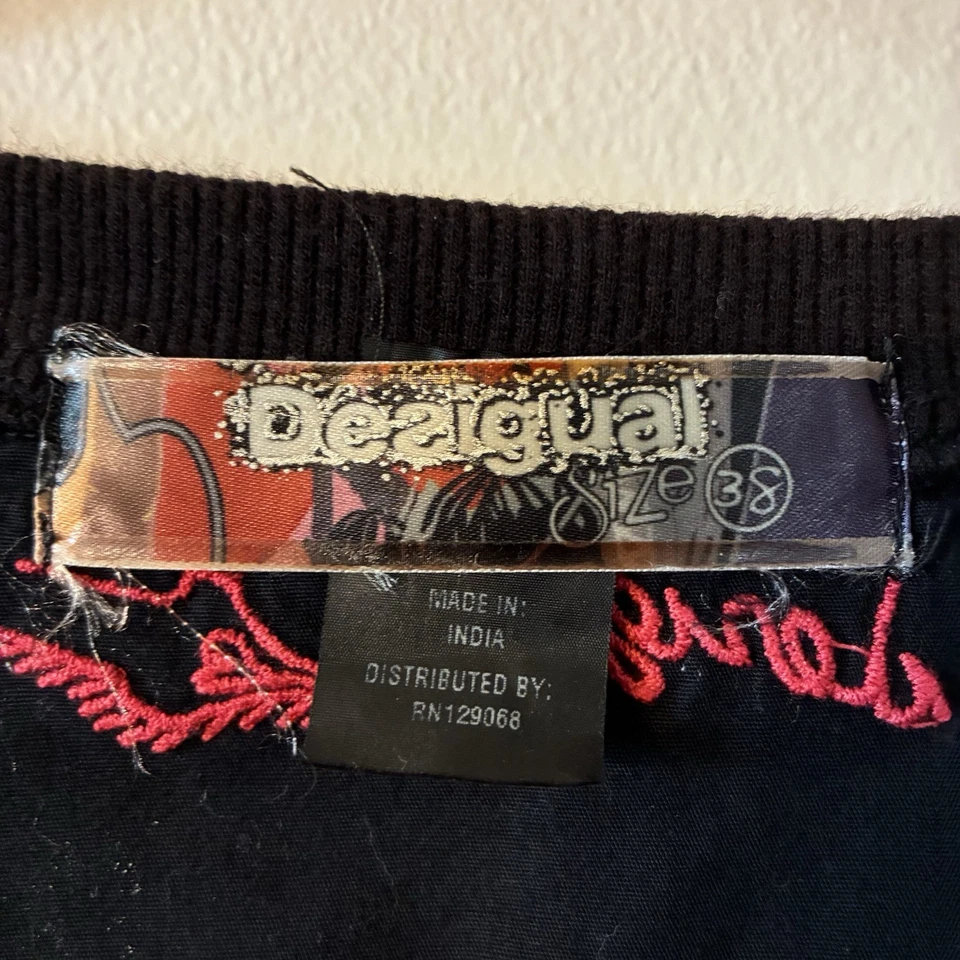 Desigual
Size 38
MADE IN:
INDIA
DISTRIBUTED BY:
RN129068